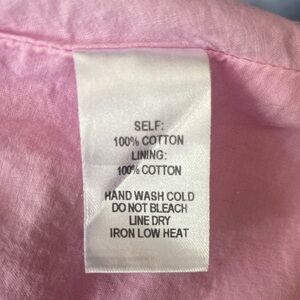 SELF:
100% COTTON
LINING:
100% COTTON
HAND WASH COLD
DO NOT BLEACH
LINE DRY
IRON LOW HEAT